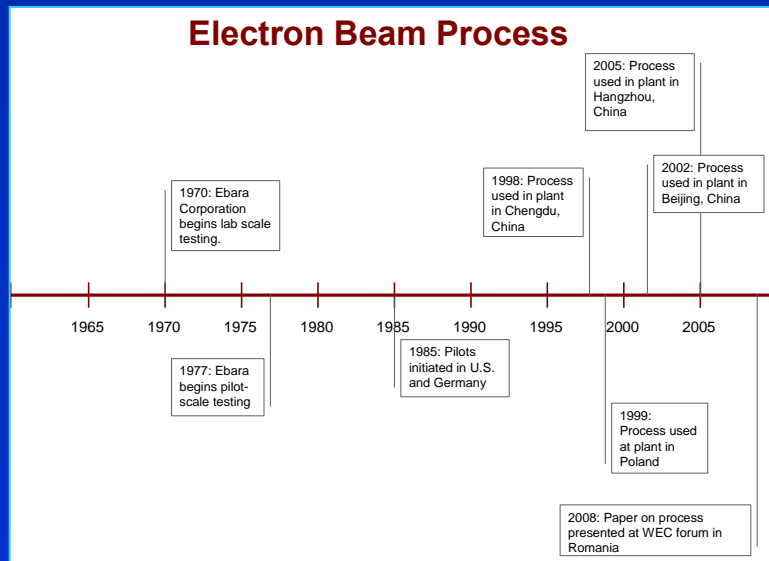 Electron Beam Process
2005: Process
used in plant in
Hangzhou,
China
1970: Ebara
Corporation
begins lab scale
testing.
1998: Process
used in plant
in Chengdu,
China
2002: Process
used in plant in
Beijing, China
1965 1970 1975 1980 1985 1990 1995 2000 2005
1977: Ebara
begins pilot-
scale testing
1985: Pilots
initiated in U.S.
and Germany
1999:
Process used
at plant in
Poland
2008: Paper on process
presented at WEC forum in
Romania